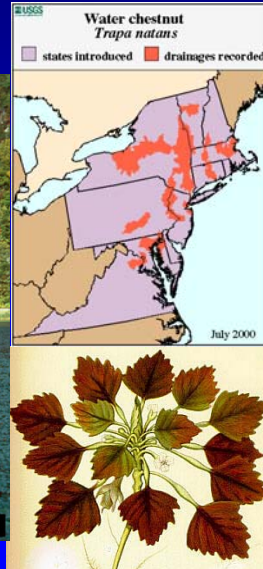 USGS
Water chestnut
Trapa natans
states introduced drainages recorded
July 2000